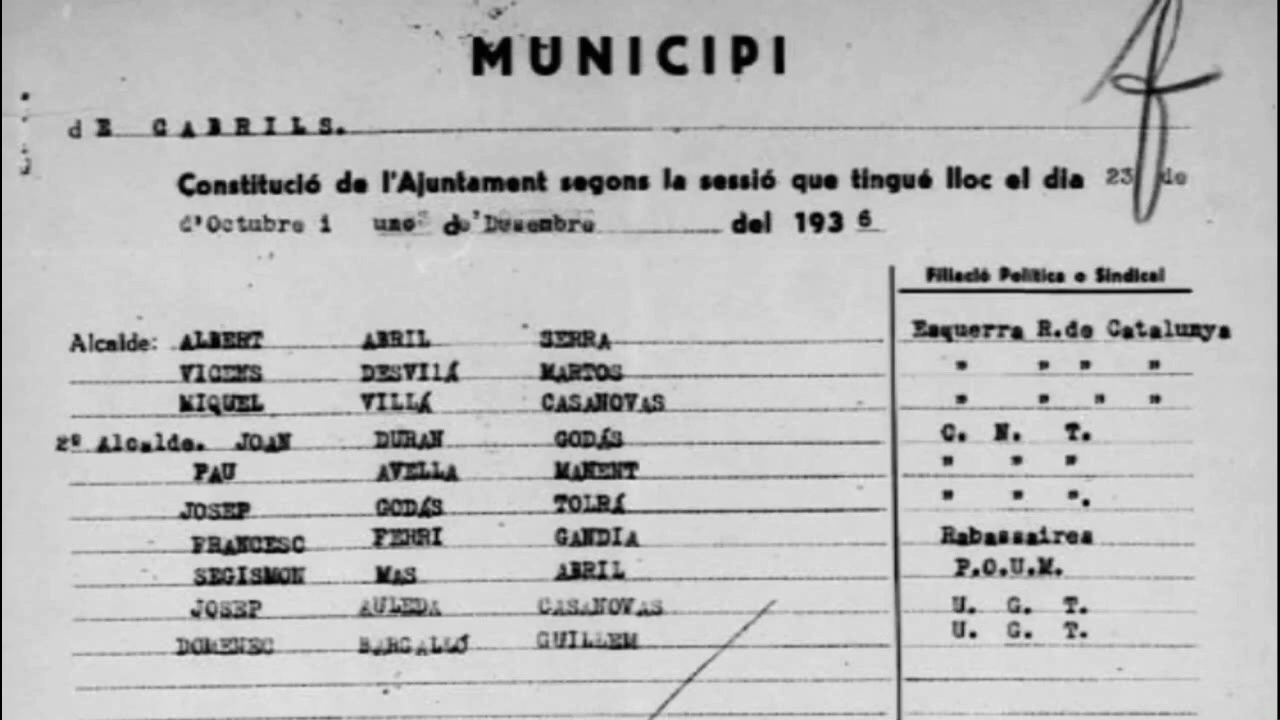 MUNICIPI
dE CABRILS.
Constitució de l'Ajuntament segons la sessió que tingué lloc el dia 23 de
d'Octubre i de Desembre del 1936
Filiació Política o Sindical
Alcalde: ALBERT ABRIL SERRA Esquerra R.de Catalunya
VICENS DESVILÁ MARTOS " " " "
MIQUEL VILLÁ CASANOVAS " " " "
2º Alcalde. JOAN DURAN GODÁS C. N. T.
PAU AVELLA MANENT " " "
JOSEP GODÁS TOLRÁ " " ".
FRANCESC FERRI GANDIA Rabassaires
SEGISMON MAS ABRIL P.O.U.M.
JOSEP AULEDA CASANOVAS U. G. T.
DOMENEC BARGALLÓ GUILLEM U. G. T.